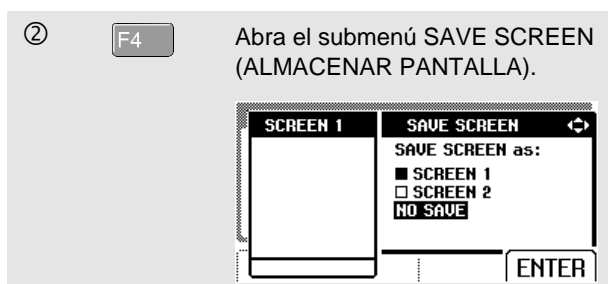 ② F4 Abra el submenú SAVE SCREEN
(ALMACENAR PANTALLA).
SCREEN 1 SAVE SCREEN
SAVE SCREEN as:
■ SCREEN 1
□ SCREEN 2
NO SAVE
ENTER